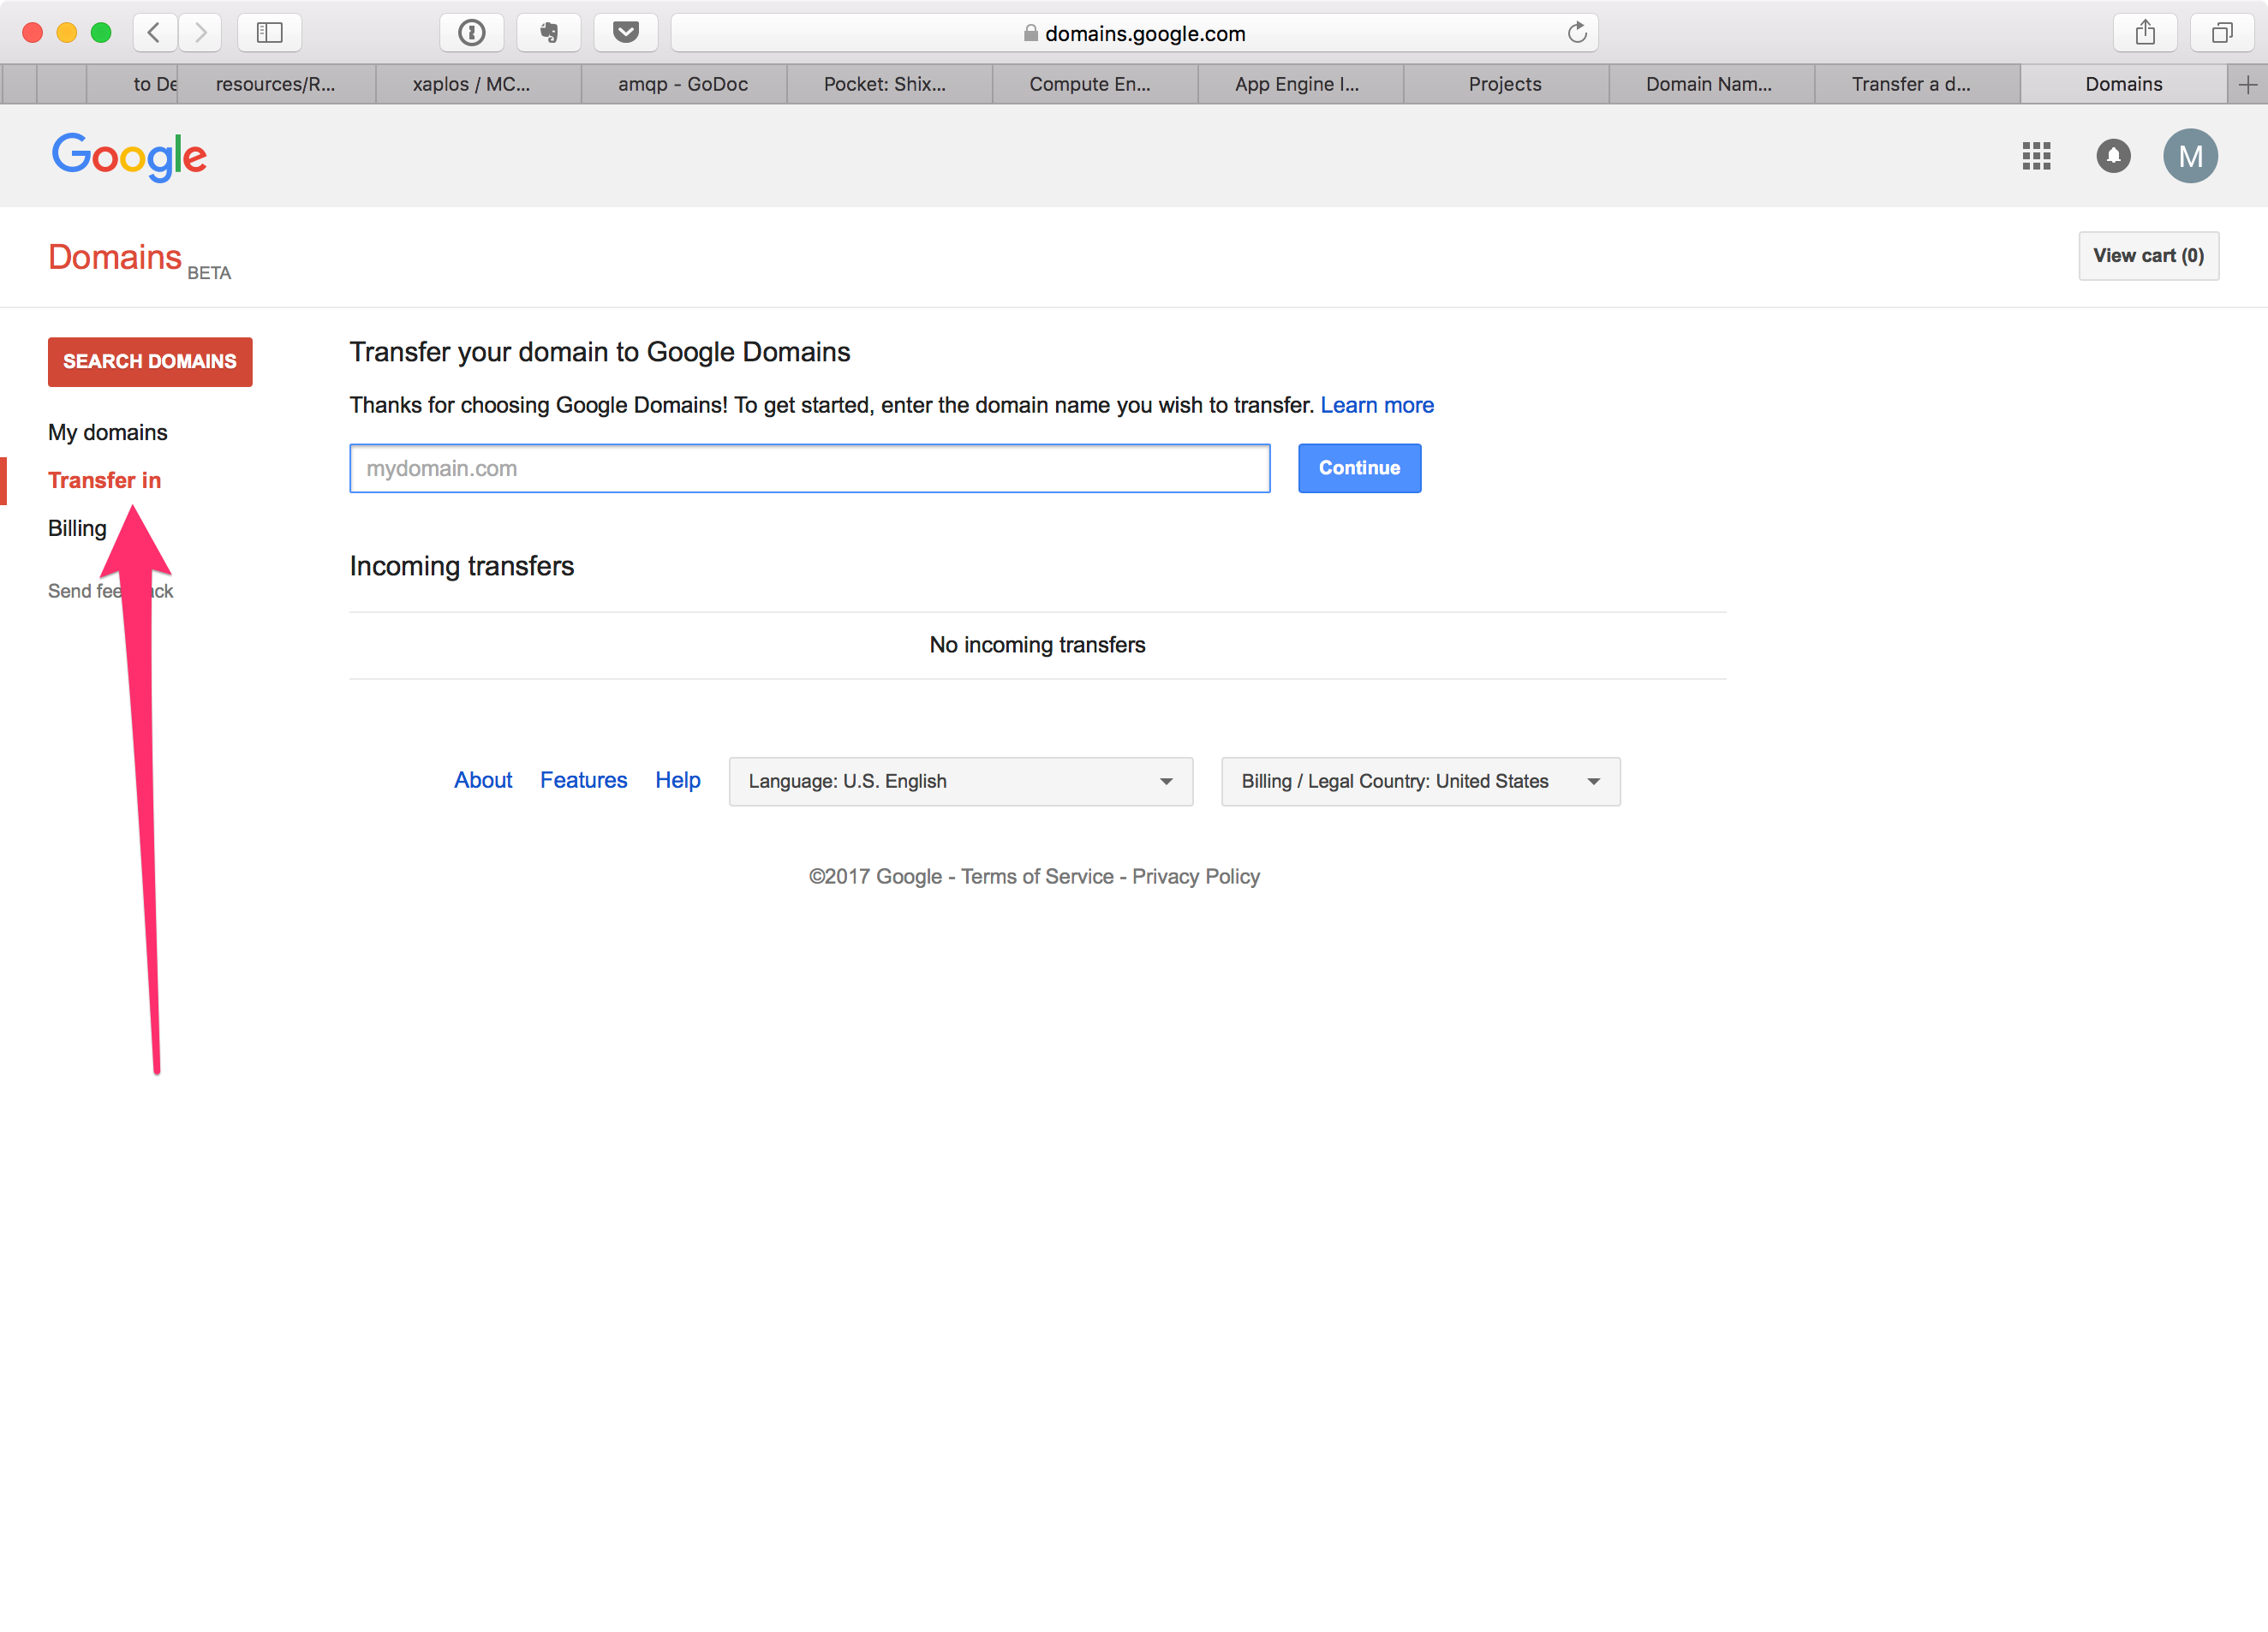 domains.google.com
to De
resources/R...
xaplos / MC...
amqp - GoDoc
Pocket: Shix...
Compute En...
App Engine I...
Projects
Domain Nam...
Transfer a d...
Domains
Google
M
Domains BETA
View cart (0)
SEARCH DOMAINS
My domains
Transfer in
Billing
Send fee ck
Transfer your domain to Google Domains
Thanks for choosing Google Domains! To get started, enter the domain name you wish to transfer. Learn more
mydomain.com
Continue
Incoming transfers
No incoming transfers
About
Features
Help
Language: U.S. English
Billing / Legal Country: United States
©2017 Google - Terms of Service - Privacy Policy